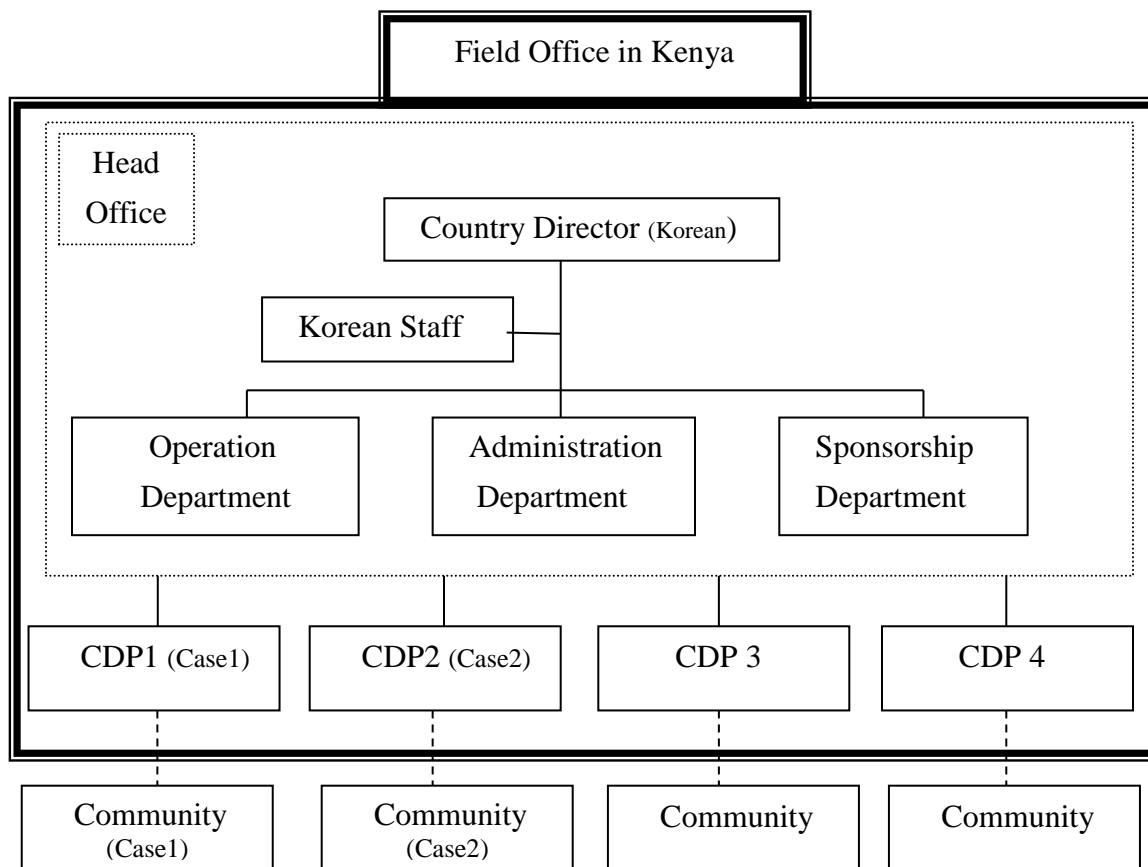 Field Office in Kenya
Head
Office
Country Director (Korean)
Korean Staff
Operation
Department
Administration
Department
Sponsorship
Department
CDP1 (Case1)
CDP2 (Case2)
CDP 3
CDP 4
Community
(Case1)
Community
(Case2)
Community
Community